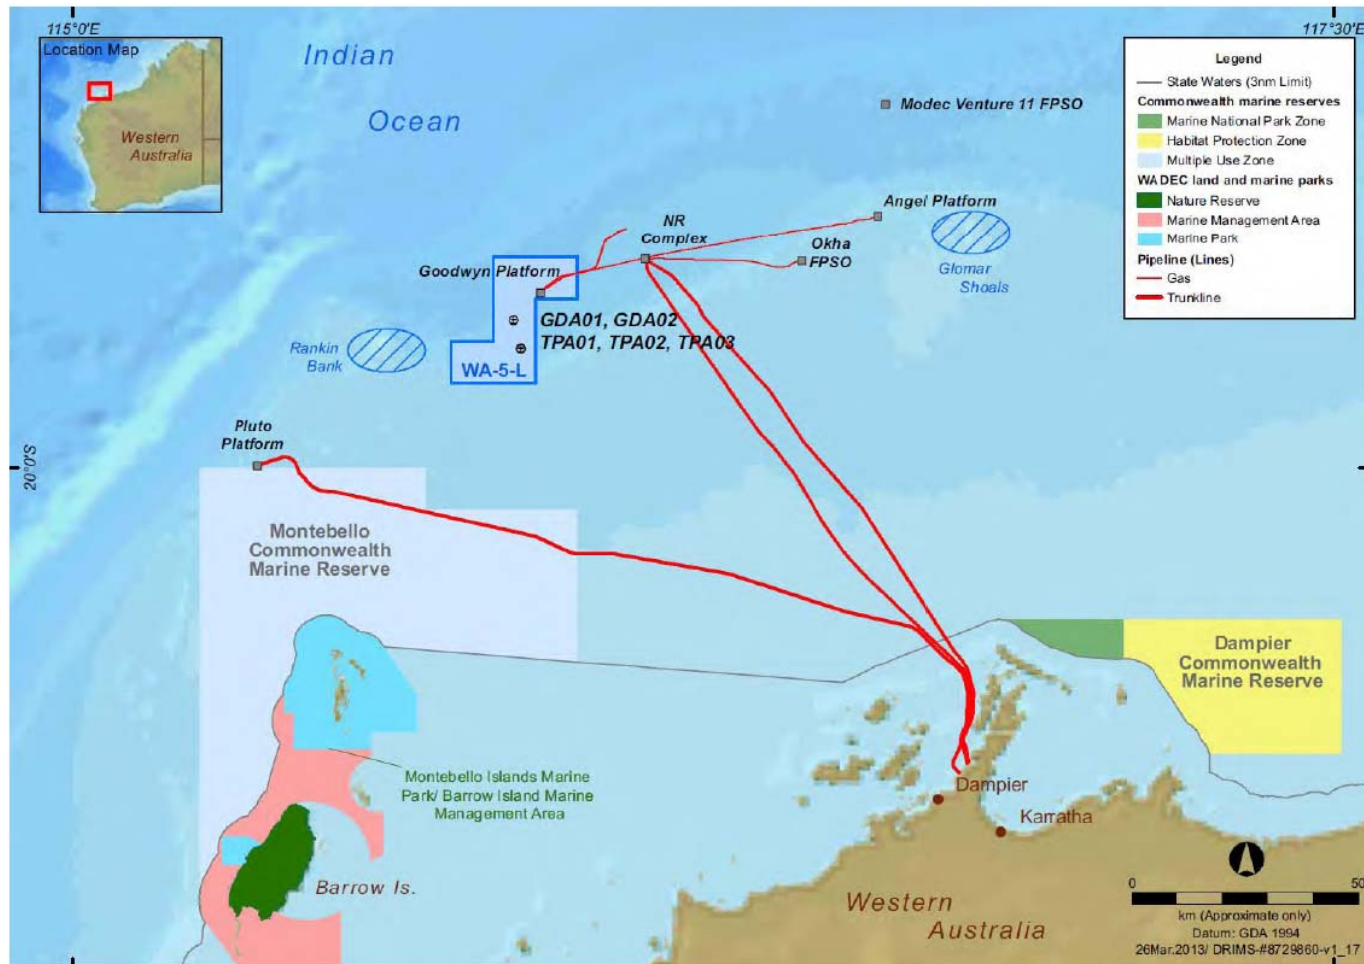 115°0'E
117°30'E
Location Map
Western
Australia
Indian
Ocean
Modec Venture 11 FPSO
Legend
State Waters (3nm Limit)
Commonwealth marine reserves
Marine National Park Zone
Habitat Protection Zone
Multiple Use Zone
WADEC land and marine parks
Nature Reserve
Marine Management Area
Marine Park
Pipeline (Lines)
Gas
Trunkline
Angel Platform
NR
Complex
Okha
FPSO
Glomar
Shoals
Goodwyn Platform
GDA01, GDA02
TPA01, TPA02, TPA03
Rankin
Bank
WA-5-L
Pluto
Platform
20°0'S
Montebello
Commonwealth
Marine Reserve
Dampier
Commonwealth
Marine Reserve
Montebello Islands Marine
Park/ Barrow Island Marine
Management Area
Dampier
Karratha
Barrow Is.
Western
Australia
0 50
km (Approximate only)
Datum: GDA 1994
26Mar.2013/ DRIMS-#8729860-v1_17